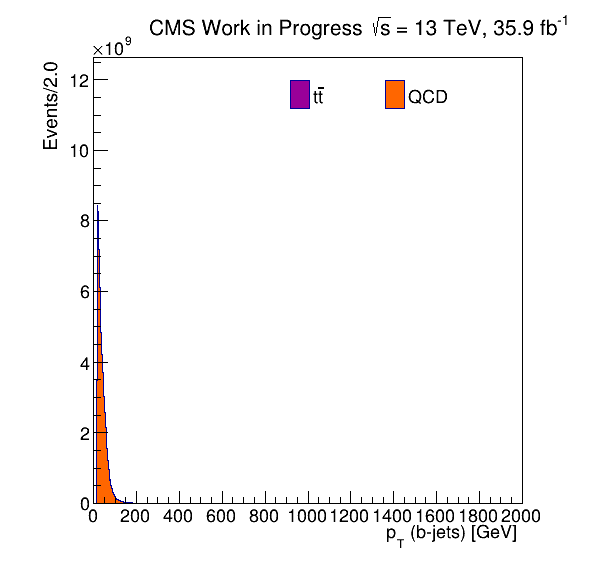 CMS Work in Progress √s = 13 TeV, 35.9 fb⁻¹
×10⁹
Events/2.0
12
10
8
6
4
2
0
tt̄
QCD
0 200 400 600 800 1000 1200 1400 1600 1800 2000
p_T (b-jets) [GeV]